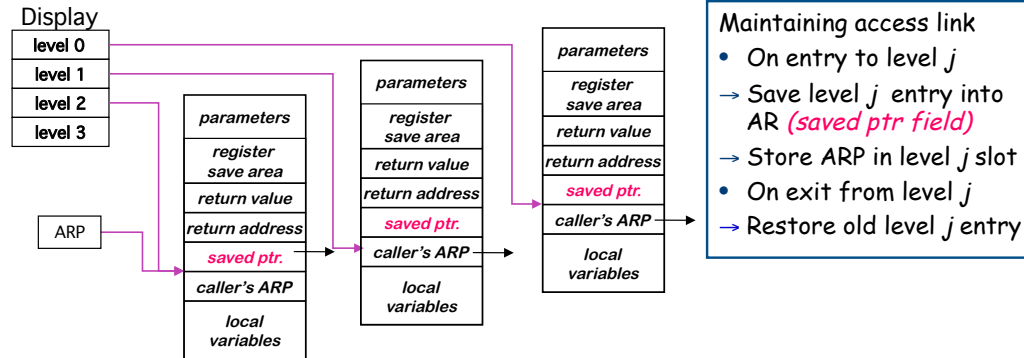 Display
level 0
level 1
level 2
level 3
ARP
parameters
register
save area
return value
return address
saved ptr.
caller's ARP
local
variables
parameters
register
save area
return value
return address
saved ptr.
caller's ARP
local
variables
parameters
register
save area
return value
return address
saved ptr.
caller's ARP
local
variables
Maintaining access link
• On entry to level j
→ Save level j entry into
AR (saved ptr field)
→ Store ARP in level j slot
• On exit from level j
→ Restore old level j entry